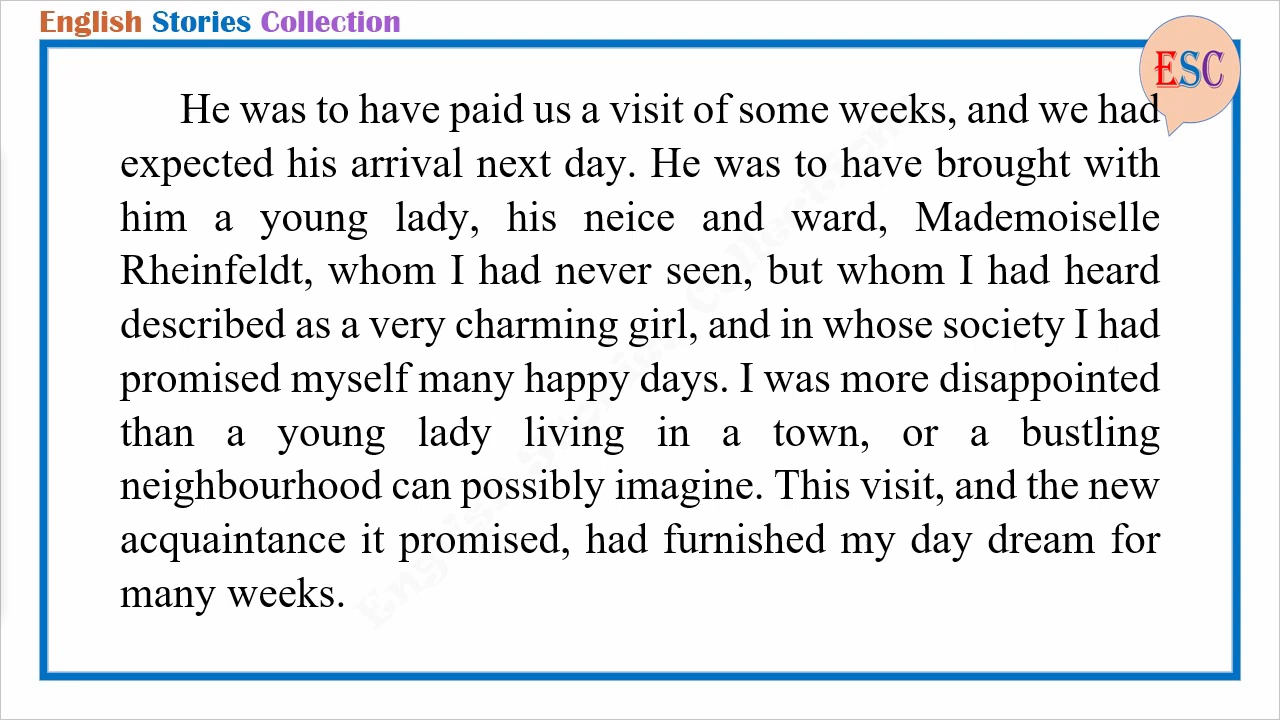 English Stories Collection
ESC
He was to have paid us a visit of some weeks, and we had
expected his arrival next day. He was to have brought with
him a young lady, his neice and ward, Mademoiselle
Rheinfeldt, whom I had never seen, but whom I had heard
described as a very charming girl, and in whose society I had
promised myself many happy days. I was more disappointed
than a young lady living in a town, or a bustling
neighbourhood can possibly imagine. This visit, and the new
acquaintance it promised, had furnished my day dream for
many weeks.
English Stories Collection